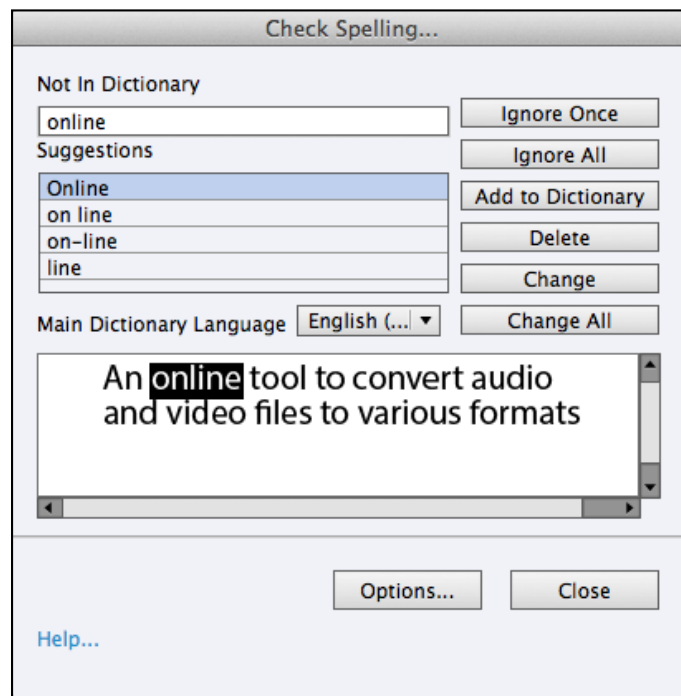 Check Spelling...
Not In Dictionary
online
Ignore Once
Suggestions
Ignore All
Online
Add to Dictionary
on line
on-line
Delete
line
Change
Main Dictionary Language English (... Change All
An online tool to convert audio
and video files to various formats
Options... Close
Help...